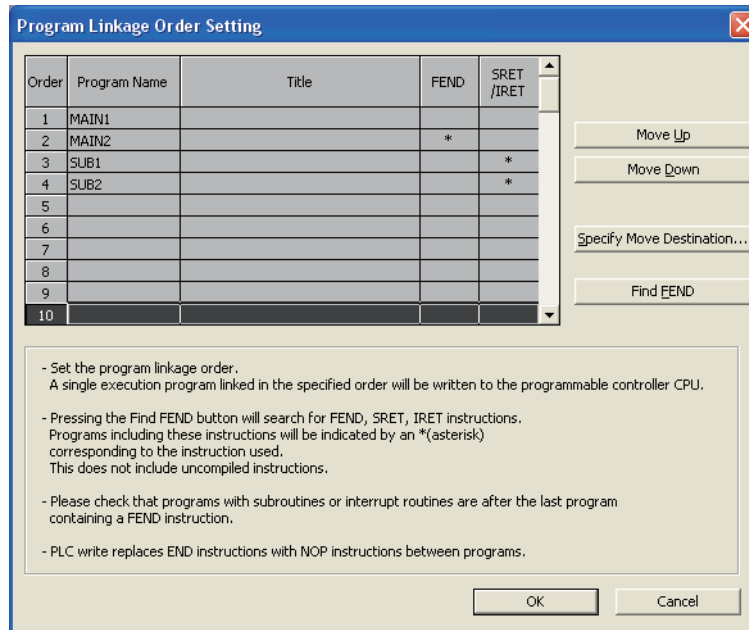 Program Linkage Order Setting
Order Program Name Title FEND SRET
/IRET
1 MAIN1
2 MAIN2 *
3 SUB1 *
4 SUB2 *
5
6
7
8
9
10
Move Up
Move Down
Specify Move Destination...
Find FEND
- Set the program linkage order.
A single execution program linked in the specified order will be written to the programmable controller CPU.
- Pressing the Find FEND button will search for FEND, SRET, IRET instructions.
Programs including these instructions will be indicated by an *(asterisk)
corresponding to the instruction used.
This does not include uncompiled instructions.
- Please check that programs with subroutines or interrupt routines are after the last program
containing a FEND instruction.
- PLC write replaces END instructions with NOP instructions between programs.
OK Cancel